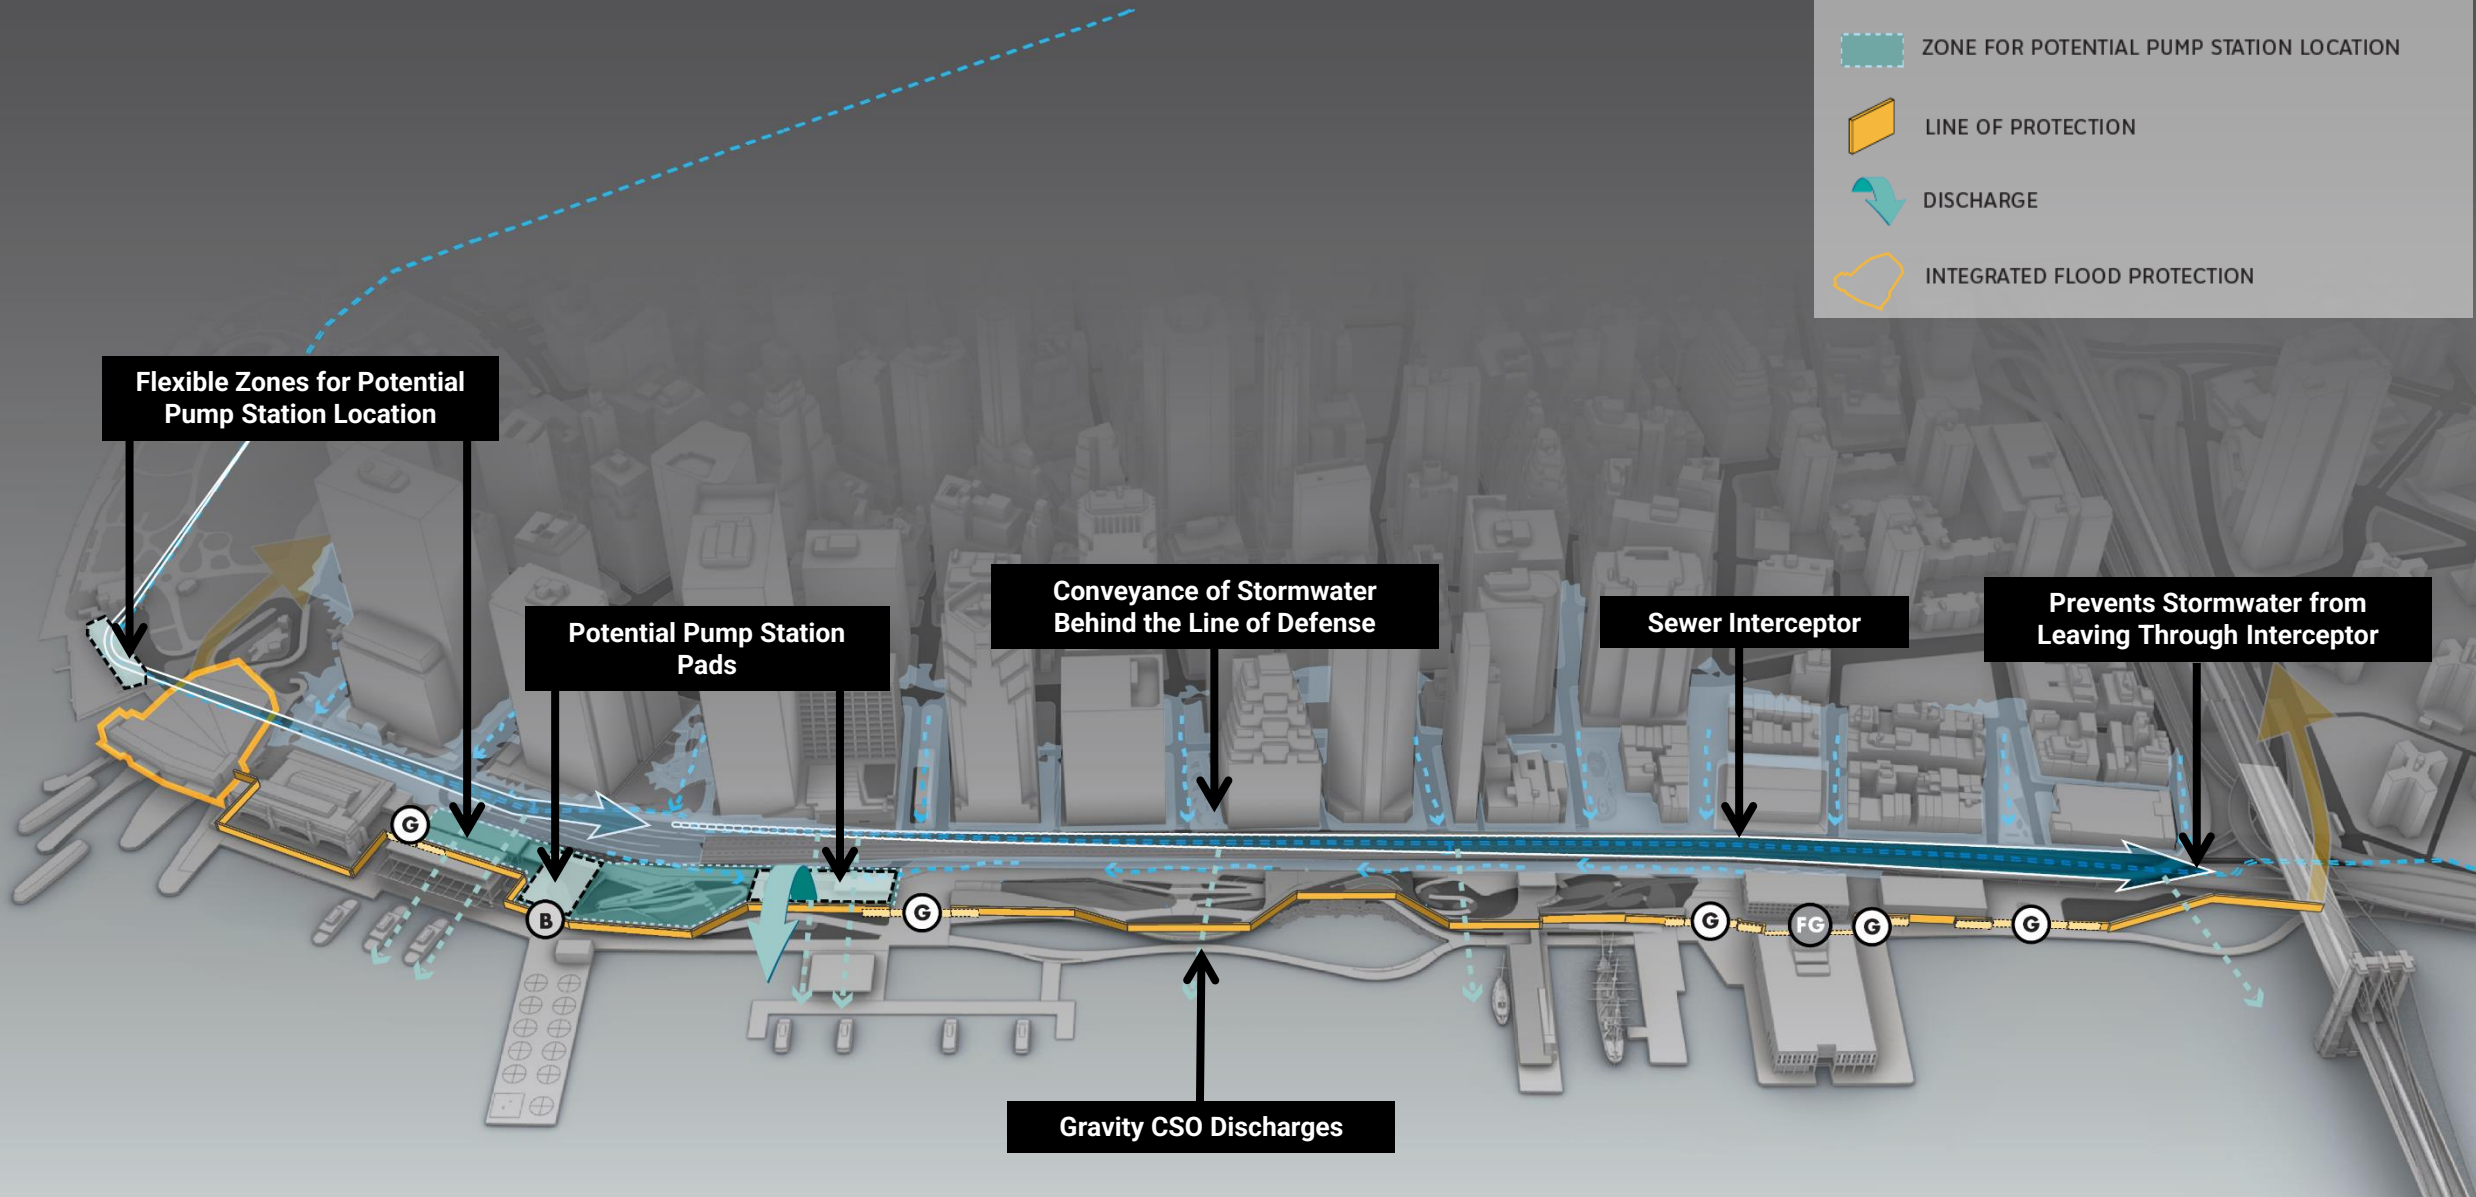 ZONE FOR POTENTIAL PUMP STATION LOCATION
LINE OF PROTECTION
DISCHARGE
INTEGRATED FLOOD PROTECTION
Flexible Zones for Potential
Pump Station Location
Potential Pump Station
Pads
Conveyance of Stormwater
Behind the Line of Defense
Sewer Interceptor
Prevents Stormwater from
Leaving Through Interceptor
G
B
G
G
FG
G
G
Gravity CSO Discharges